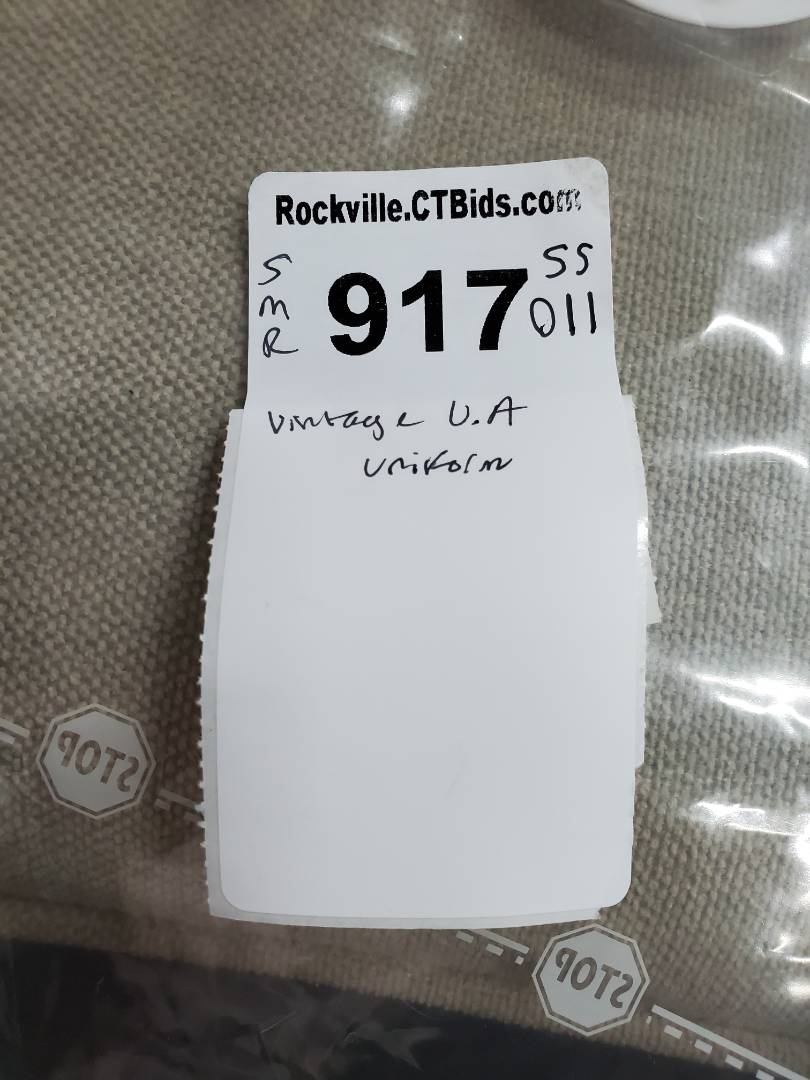 Rockville.CTBids.com
S
M
R
917
SS
011
Vintage U.A
Uniform
STOP
STOP